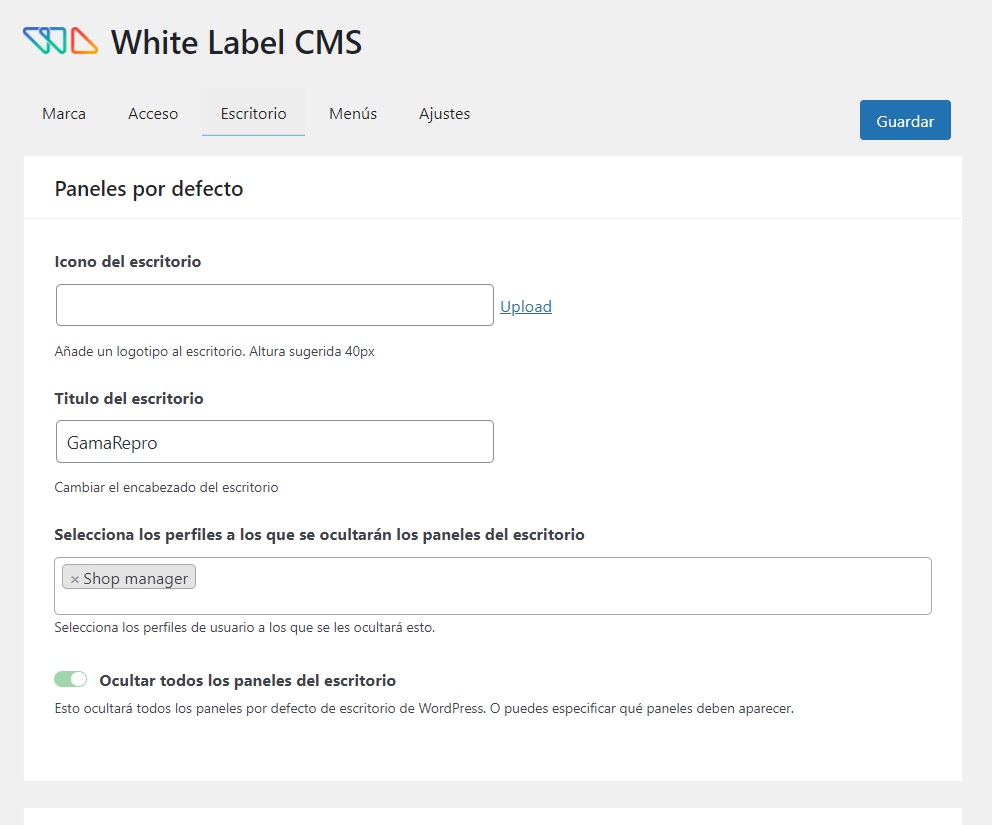 White Label CMS
Marca Acceso Escritorio Menús Ajustes
Guardar
Paneles por defecto
Icono del escritorio
Upload
Añade un logotipo al escritorio. Altura sugerida 40px
Titulo del escritorio
GamaRepro
Cambiar el encabezado del escritorio
Selecciona los perfiles a los que se ocultarán los paneles del escritorio
× Shop manager
Selecciona los perfiles de usuario a los que se les ocultará esto.
Ocultar todos los paneles del escritorio
Esto ocultará todos los paneles por defecto de escritorio de WordPress. O puedes especificar qué paneles deben aparecer.